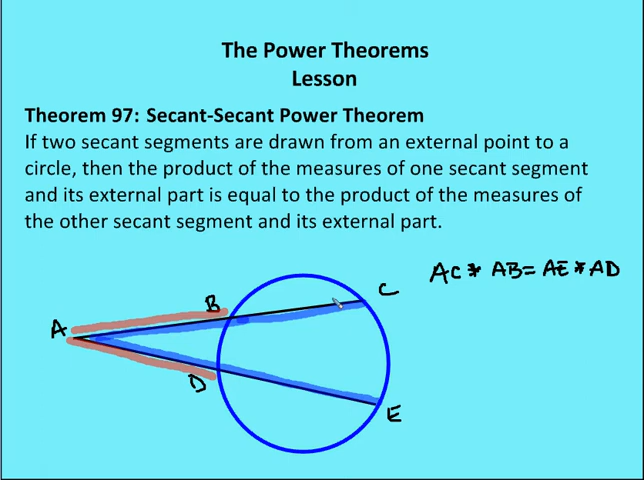 The Power Theorems
Lesson
Theorem 97: Secant-Secant Power Theorem
If two secant segments are drawn from an external point to a
circle, then the product of the measures of one secant segment
and its external part is equal to the product of the measures of
the other secant segment and its external part.
AC * AB = AE * AD
C
B
A
D
E